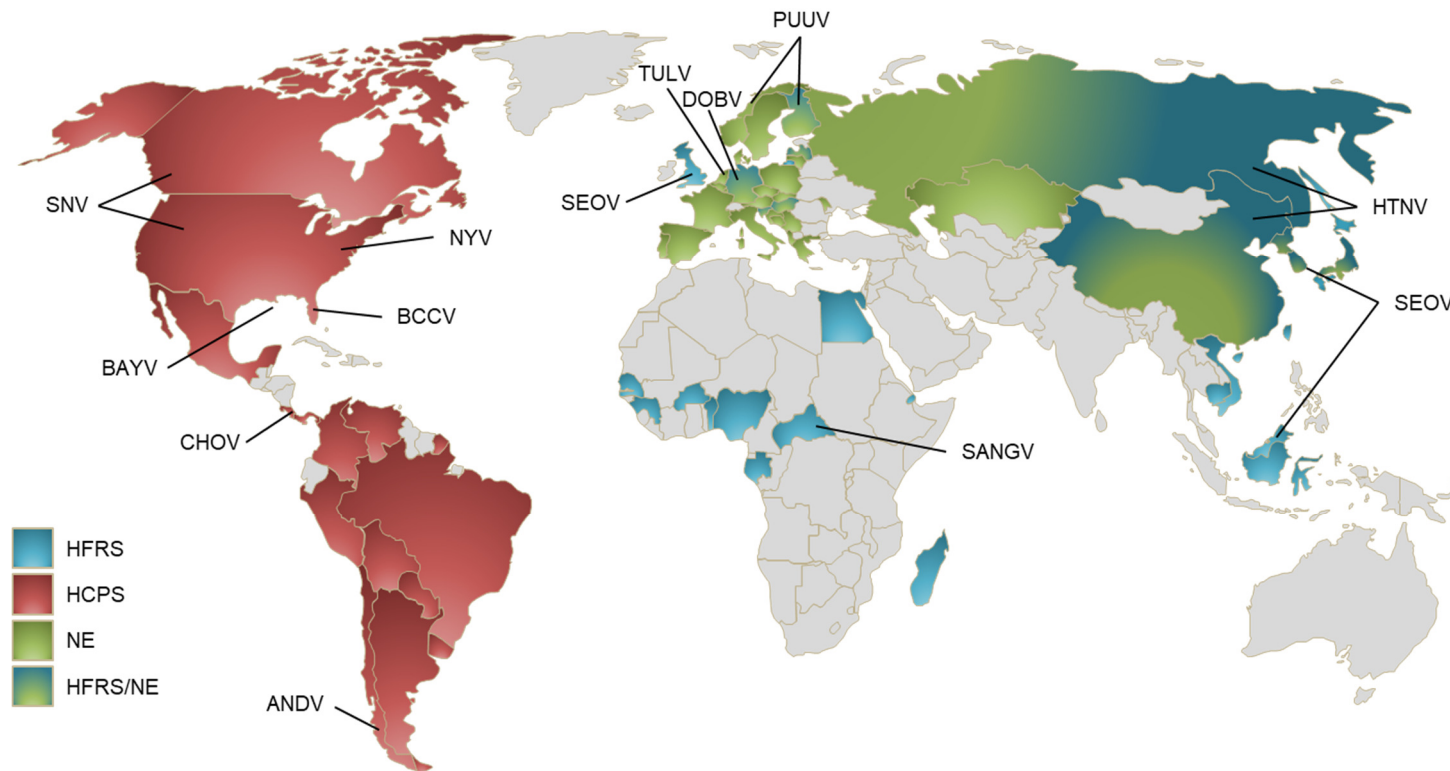 PUUV
TULV
DOBV
SEOV
SNV
NYV
HTNV
SEOV
BCCV
BAYV
CHOV
SANGV
HFRS
HCPS
NE
HFRS/NE
ANDV